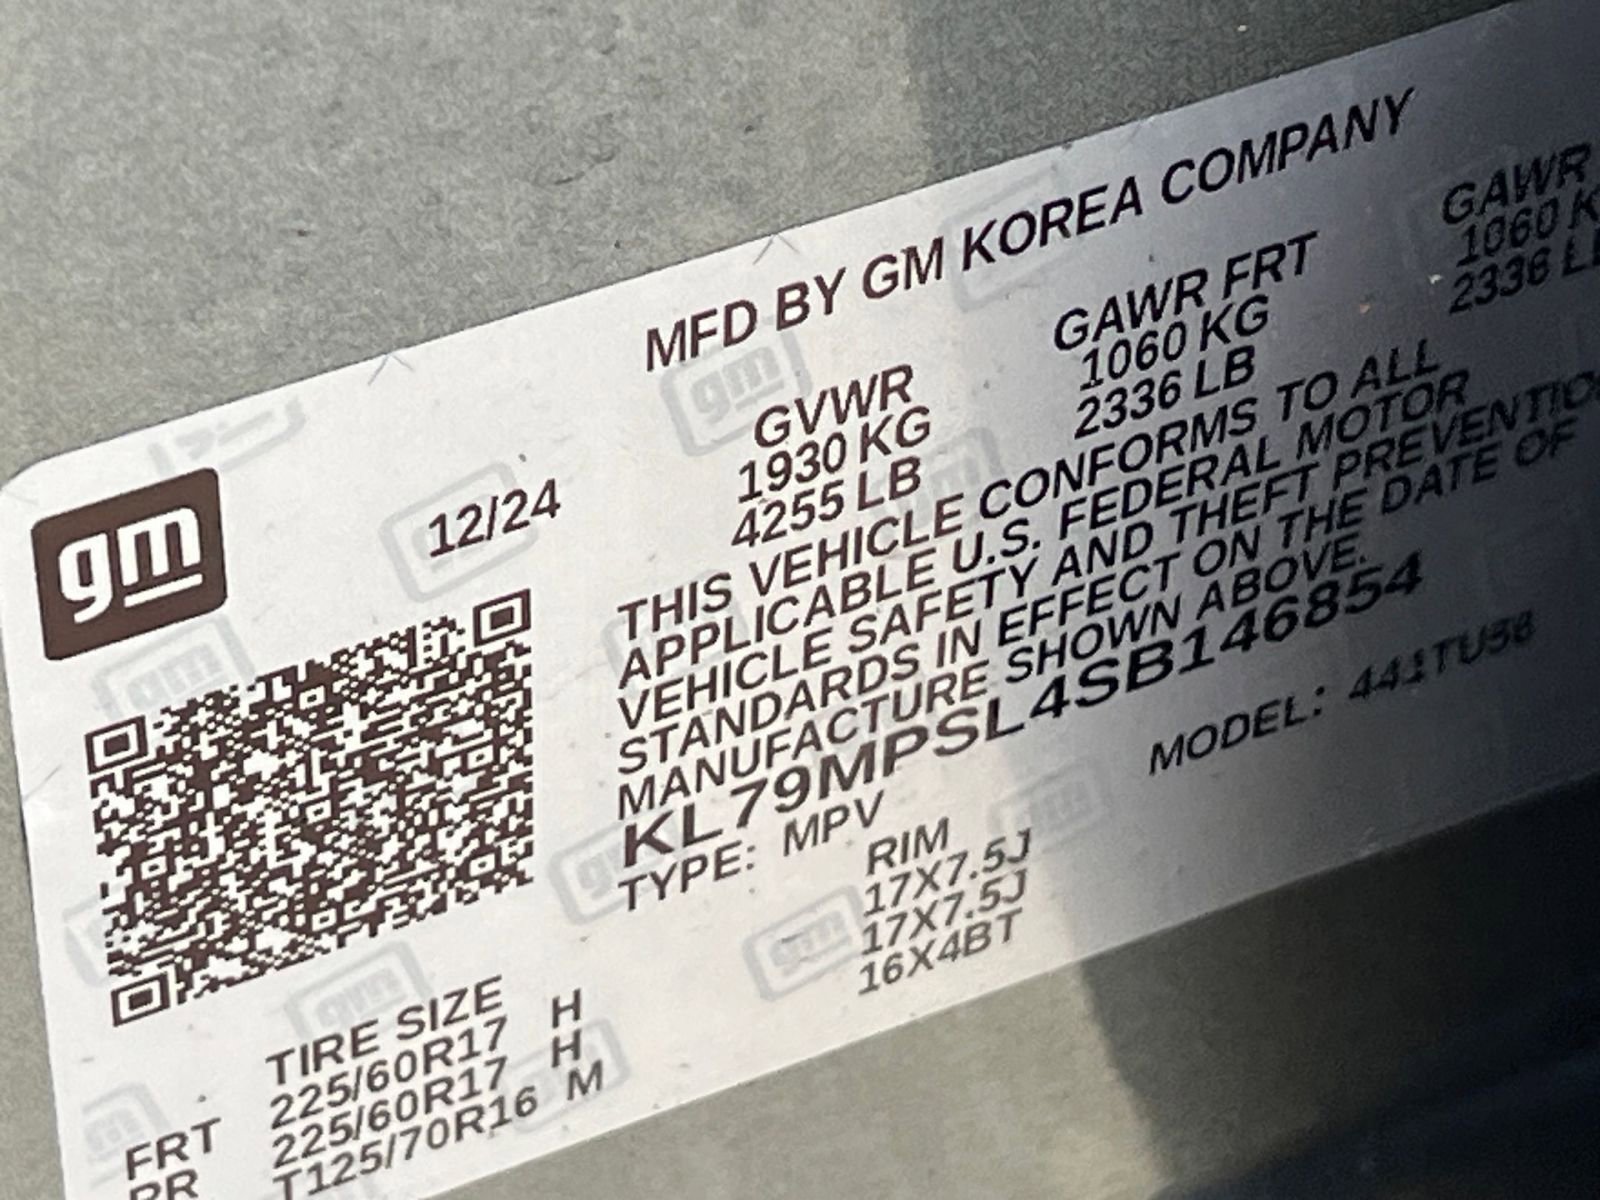 MFD BY GM KOREA COMPANY
gm
12/24
GVWR GAWR FRT GAWR
1930 KG 1060 KG 1060
4255 LB 2336 LB 2336
THIS VEHICLE CONFORMS TO ALL
APPLICABLE U.S. FEDERAL MOTOR
VEHICLE SAFETY AND THEFT PREVENTIO
STANDARDS IN EFFECT ON THE DATE OF
MANUFACTURE SHOWN ABOVE.
KL79MPSL4SB146854
TYPE: MPV MODEL: 441TU56
TIRE SIZE RIM
FRT 225/60R17 H 17X7.5J
RR 225/60R17 H 17X7.5J
T125/70R16 M 16X4BT